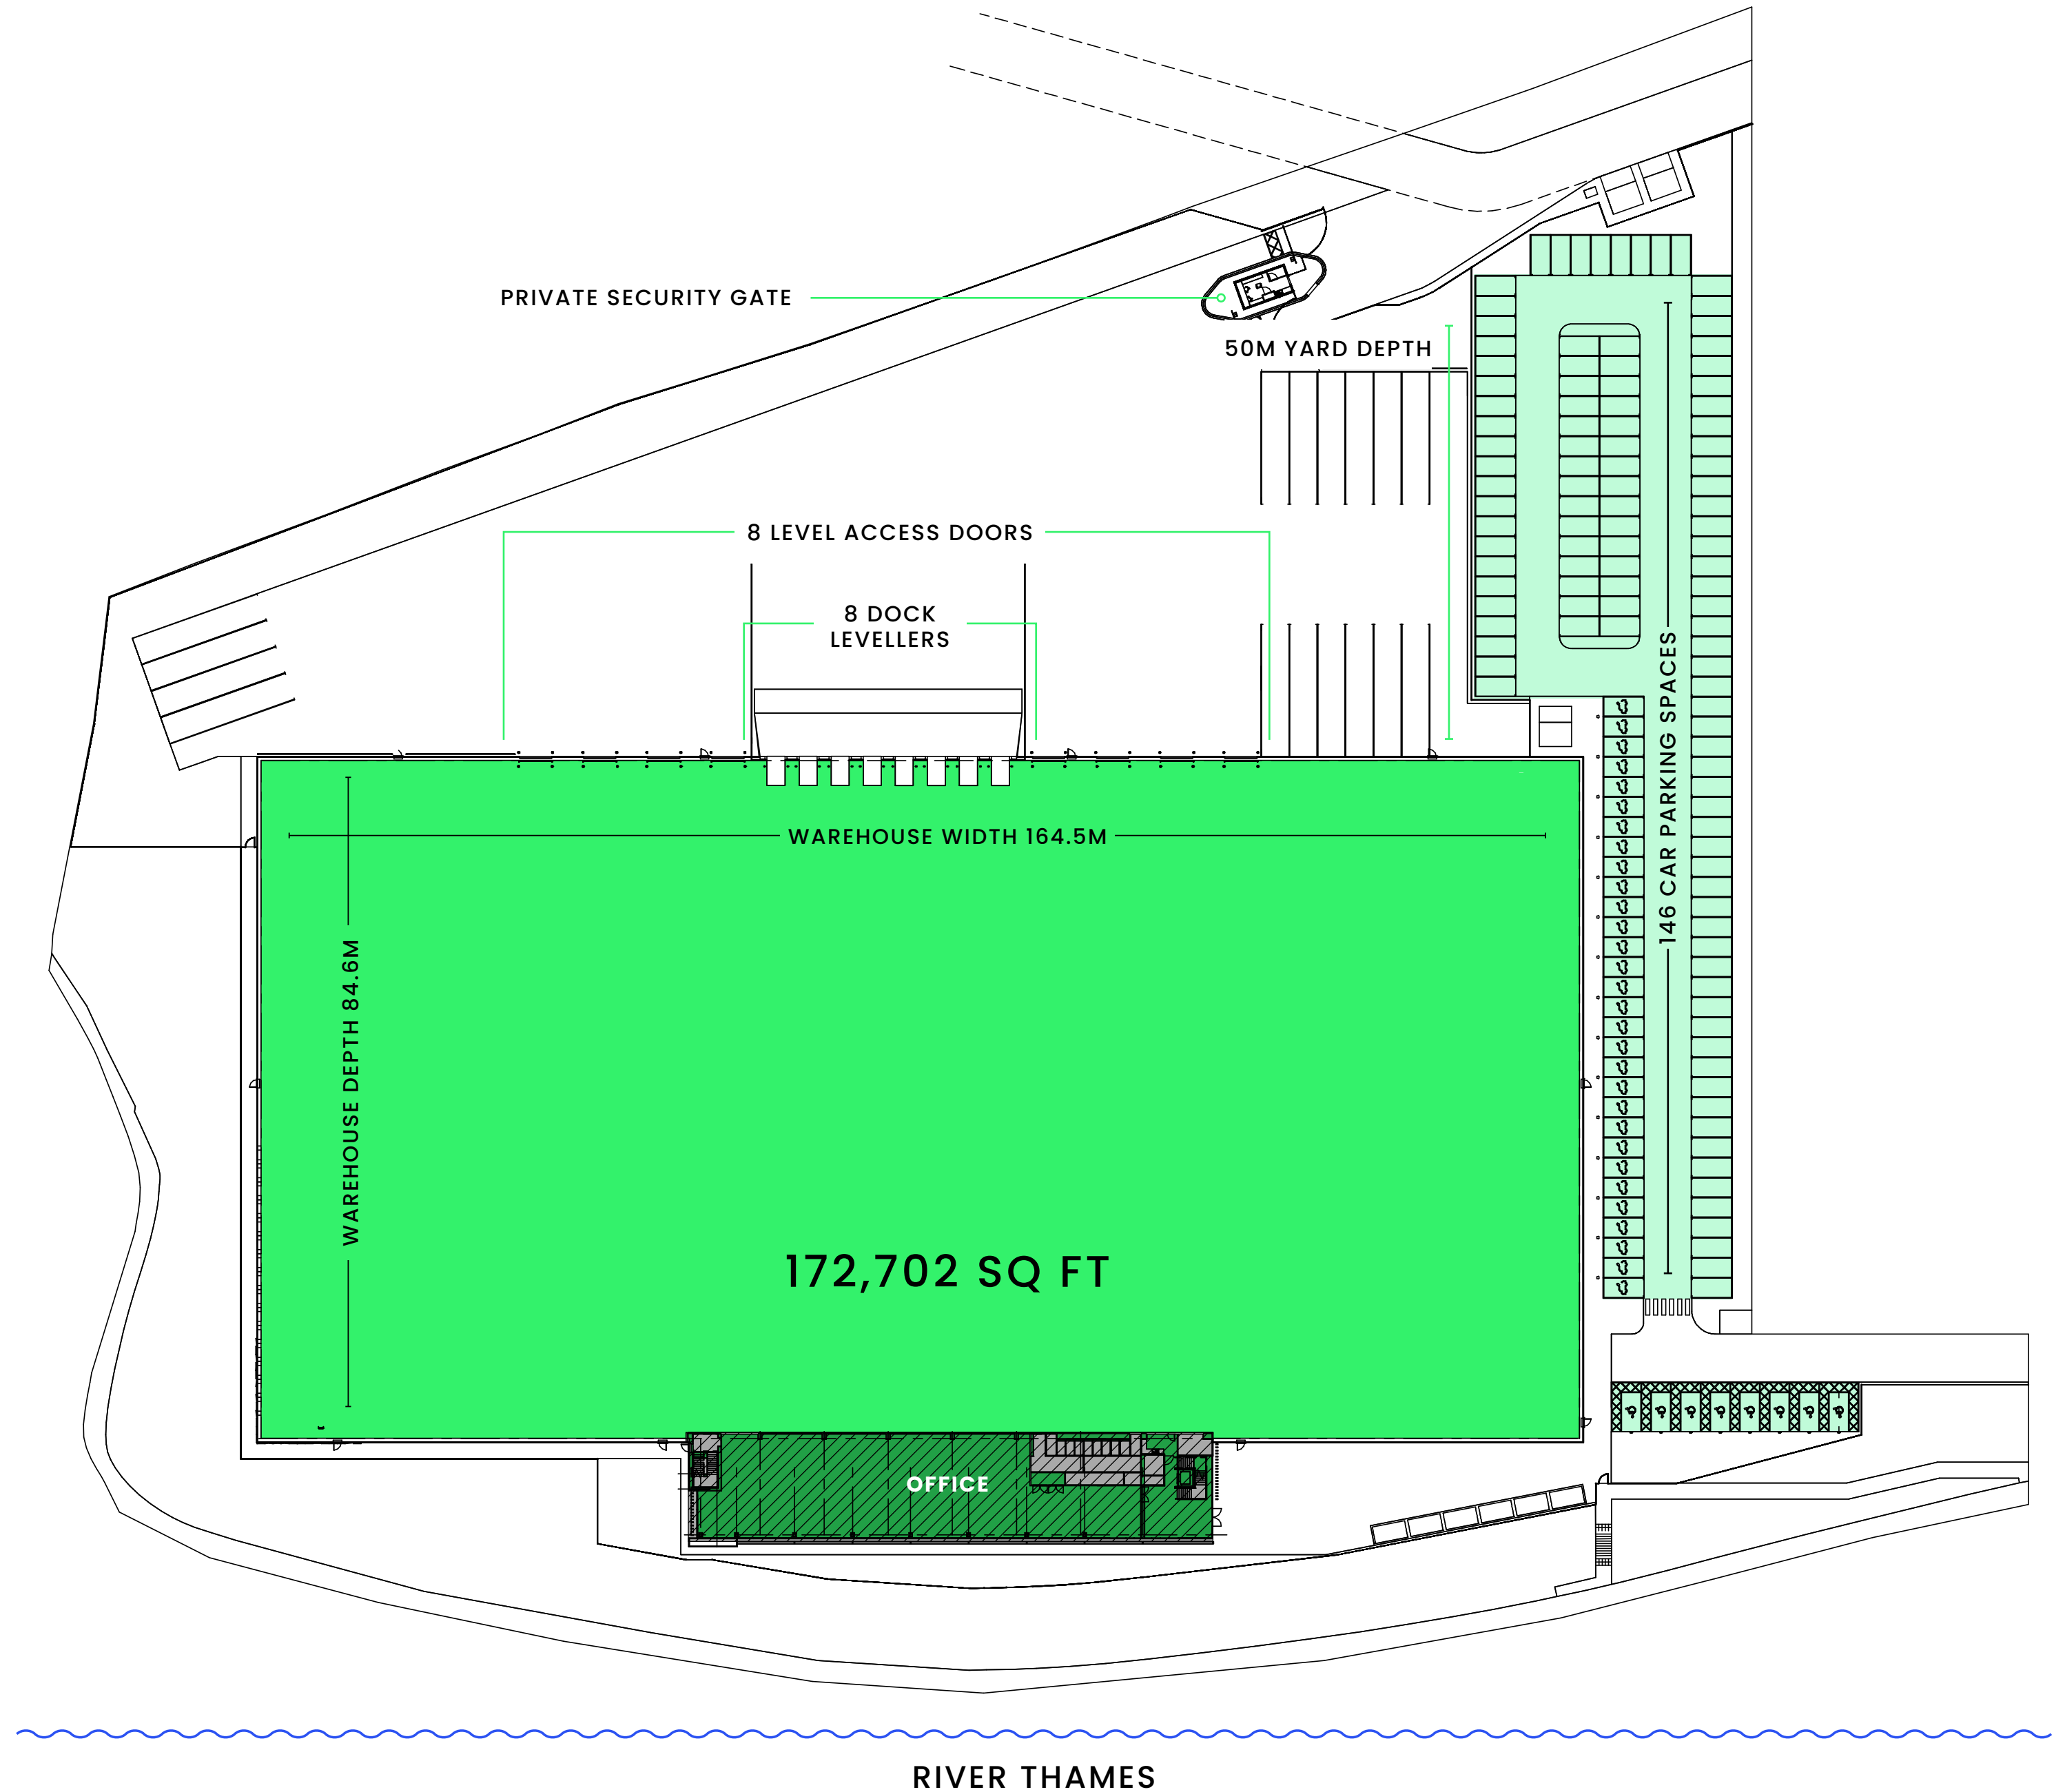 PRIVATE SECURITY GATE
50M YARD DEPTH
8 LEVEL ACCESS DOORS
8 DOCK
LEVELLERS
146 CAR PARKING SPACES
WAREHOUSE WIDTH 164.5M
WAREHOUSE DEPTH 84.6M
172,702 SQ FT
OFFICE
RIVER THAMES